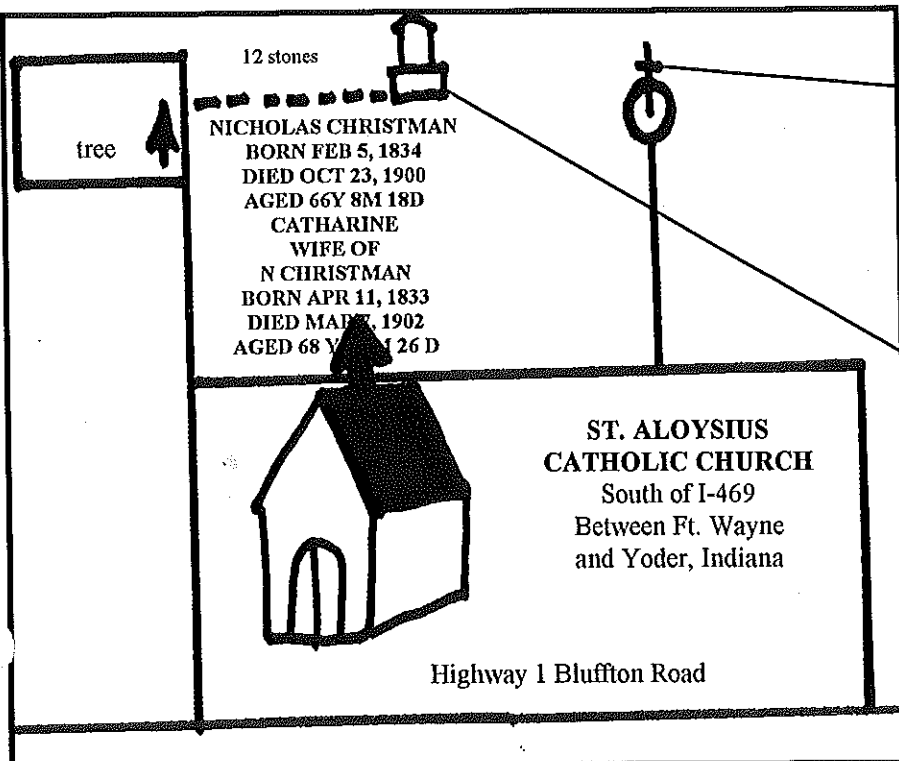 12 stones
tree
NICHOLAS CHRISTMAN
BORN FEB 5, 1834
DIED OCT 23, 1900
AGED 66Y 8M 18D
CATHARINE
WIFE OF
N CHRISTMAN
BORN APR 11, 1833
DIED MAR 1902
AGED 68 Y M 26 D
ST. ALOYSIUS
CATHOLIC CHURCH
South of I-469
Between Ft. Wayne
and Yoder, Indiana
Highway 1 Bluffton Road